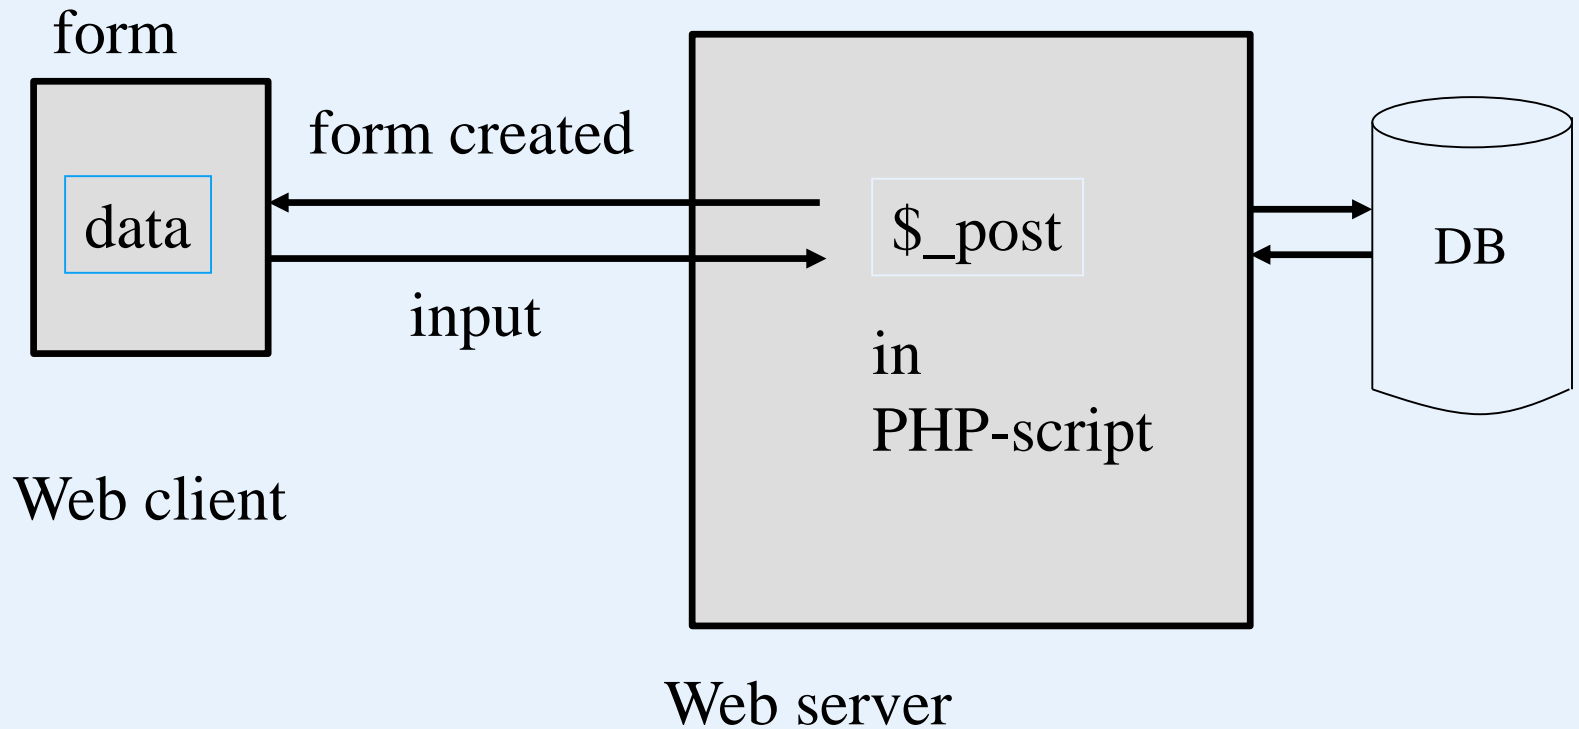 form
form created
data
input
Web client
$_post
in
PHP-script
Web server
DB